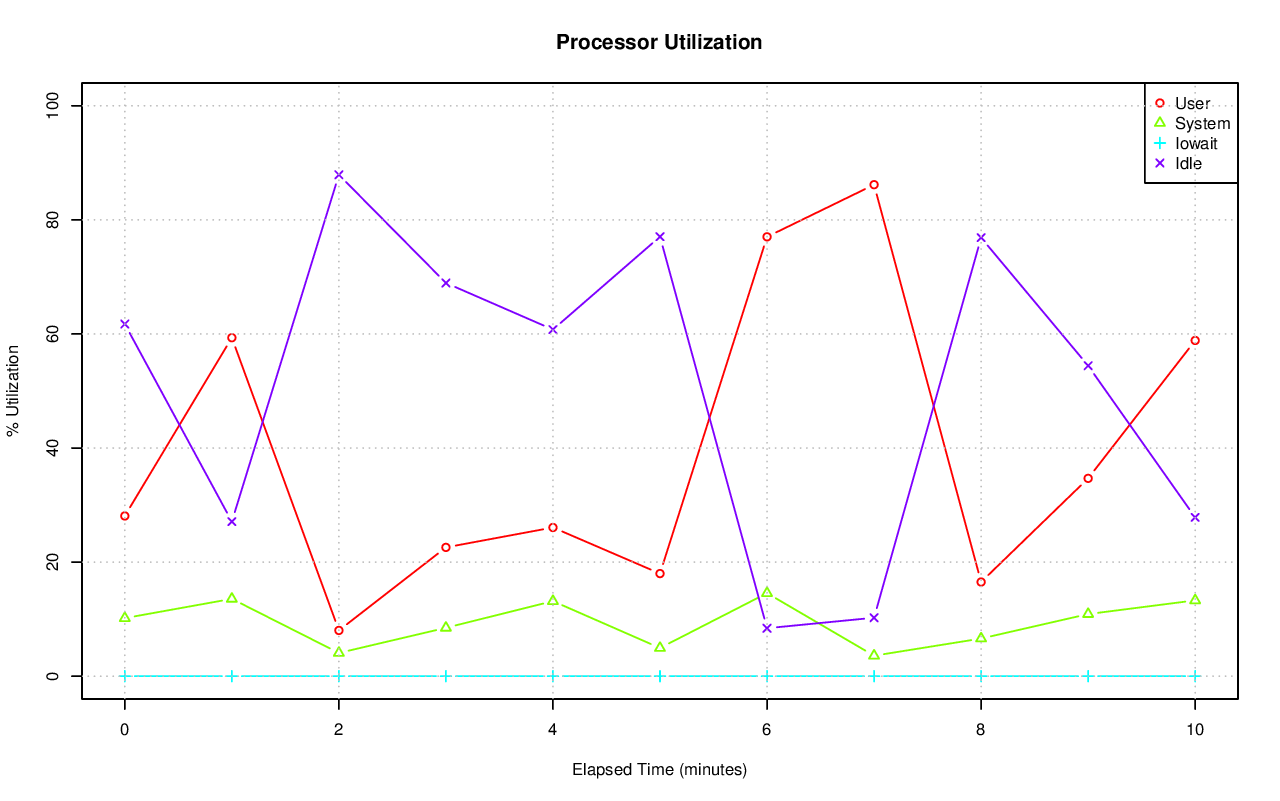 Processor Utilization
% Utilization
100
80
60
40
20
0
User
System
Iowait
Idle
0 2 4 6 8 10
Elapsed Time (minutes)